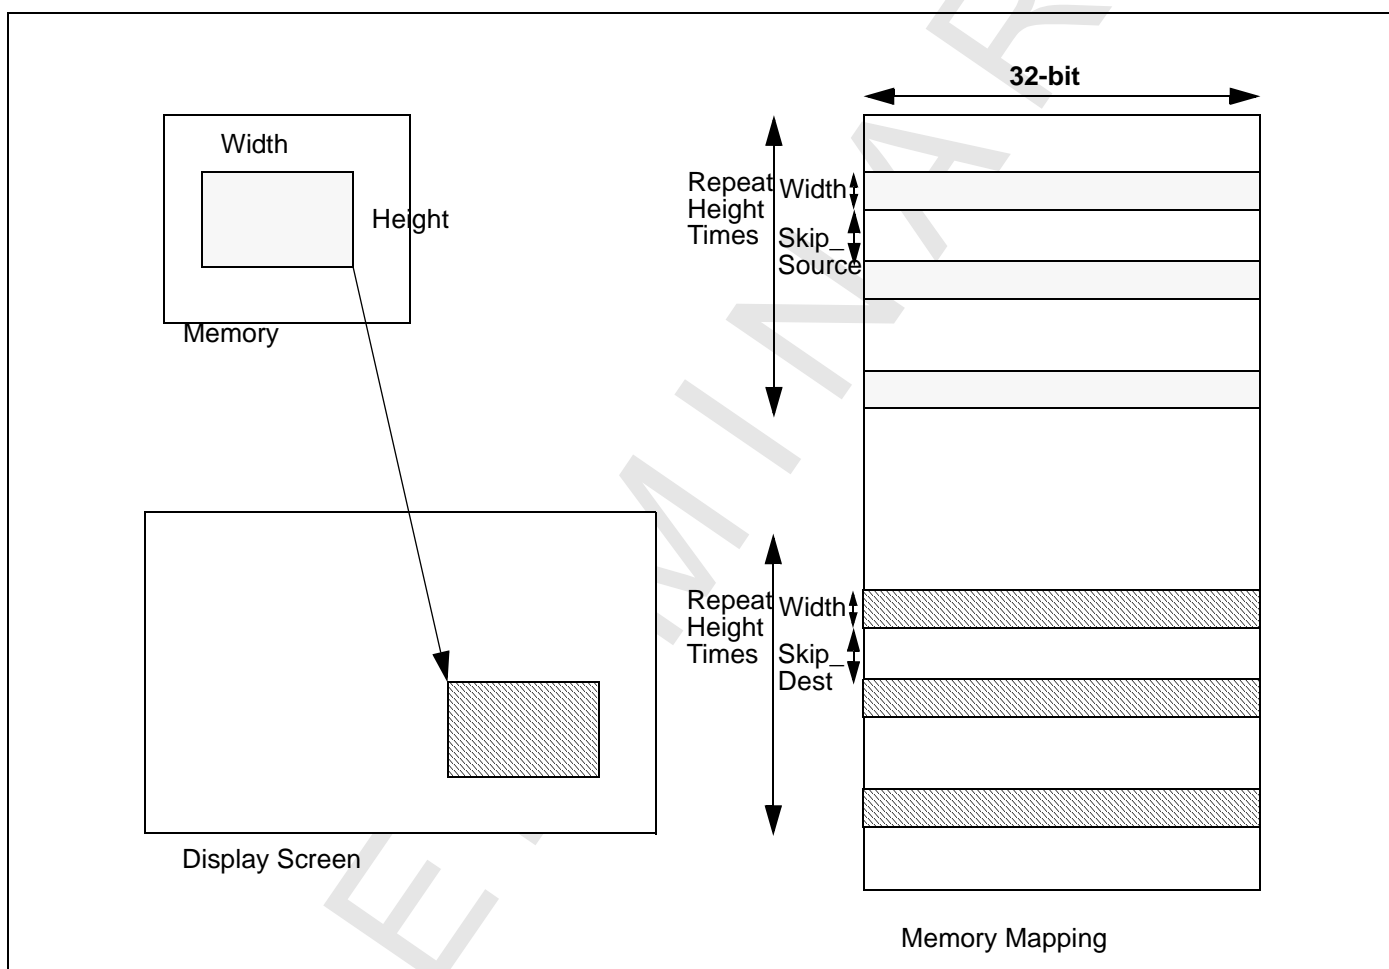 32-bit
Width
Height
Memory
Repeat
Height
Times
Width
Skip_
Source
Repeat
Height
Times
Width
Skip_
Dest
Display Screen
Memory Mapping
E
M I N A R